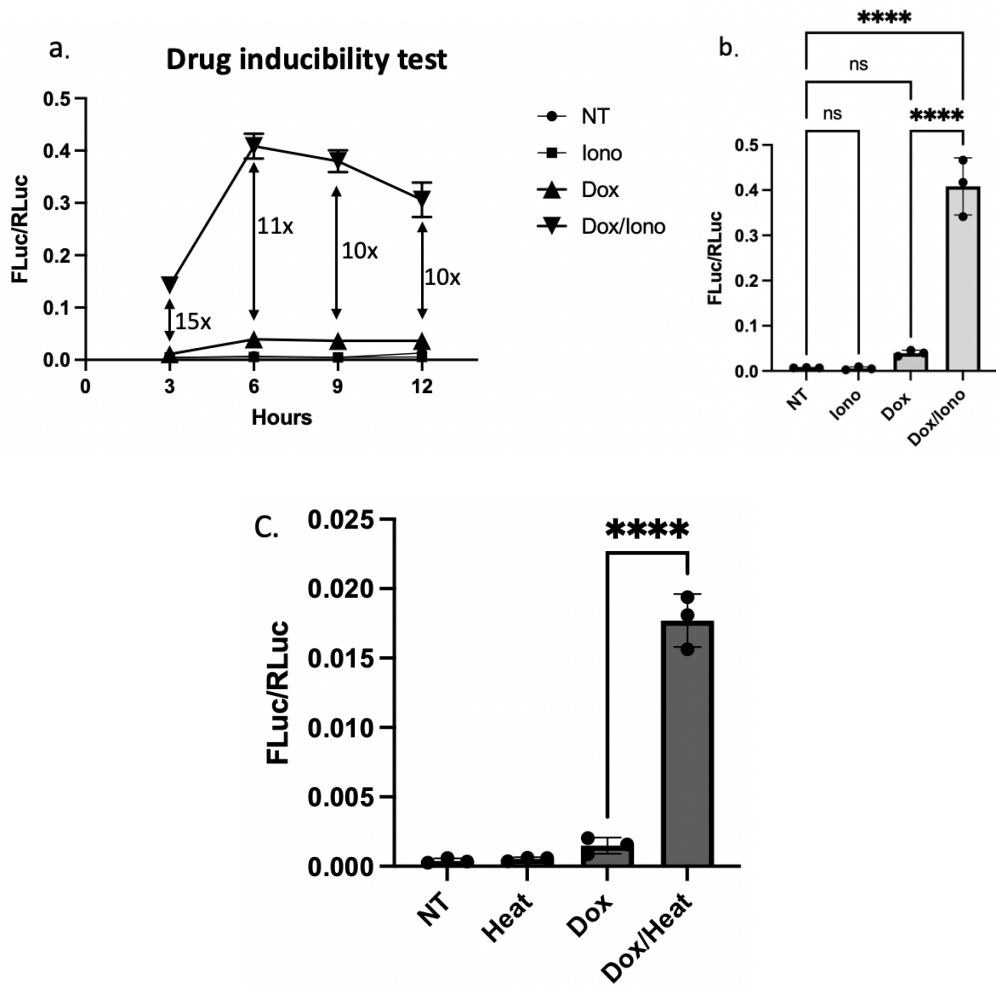 a.
Drug inducibility test
FLuc/RLuc
0.5
0.4
0.3
0.2
0.1
0.0
0
3
6
9
12
Hours
15x
11x
10x
10x
NT
Iono
Dox
Dox/Iono
b.
****
ns
ns
****
FLuc/RLuc
0.5
0.4
0.3
0.2
0.1
0.0
NT
Iono
Dox
Dox/Iono
C.
****
FLuc/RLuc
0.025
0.020
0.015
0.010
0.005
0.000
NT
Heat
Dox
Dox/Heat